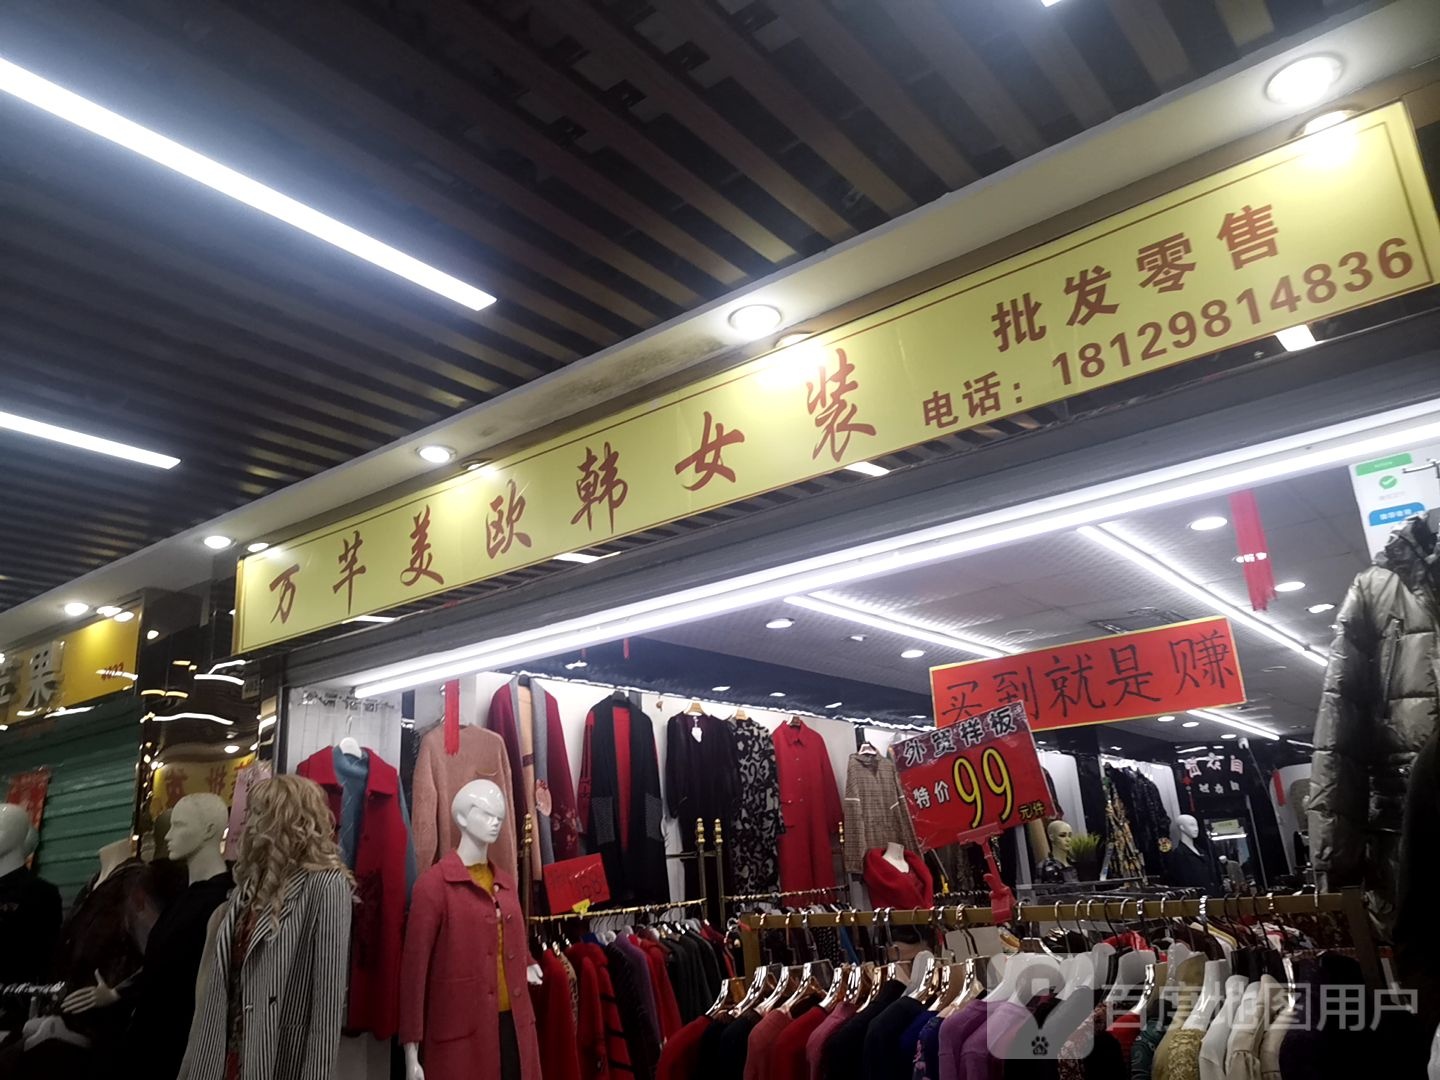 万芊美欧韩女装
批发零售
电话：18129814836
果
买到就是赚
外贸样板
特价99元件
百度地图用户